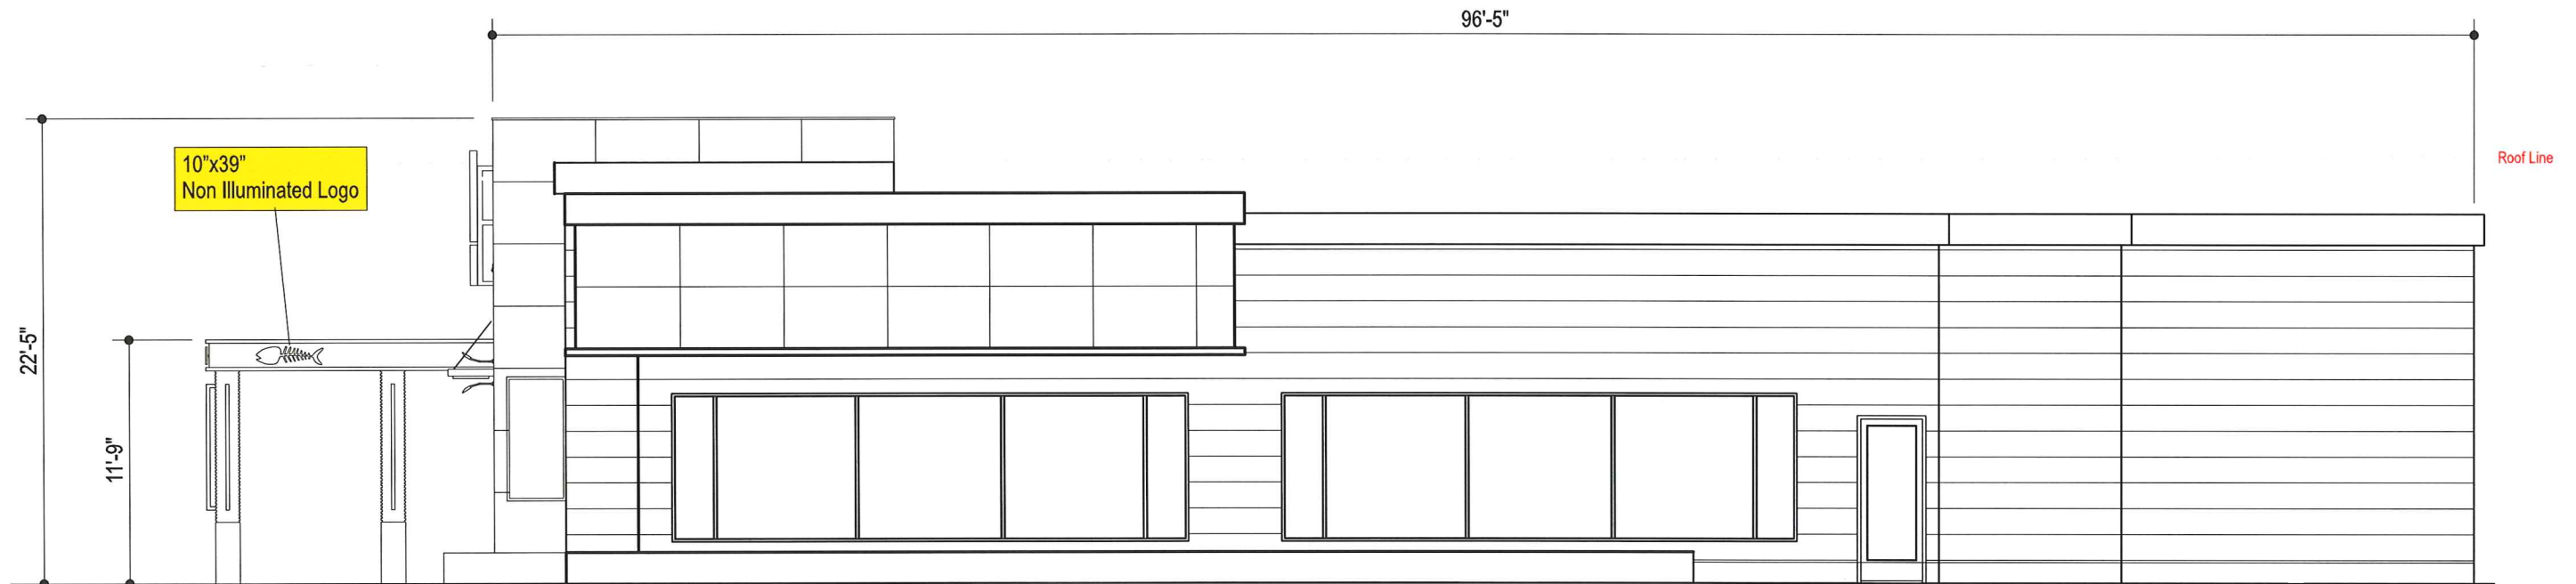 96'-5"
10”x39”
Non Illuminated Logo
Roof Line
22'-5"
11'-9"